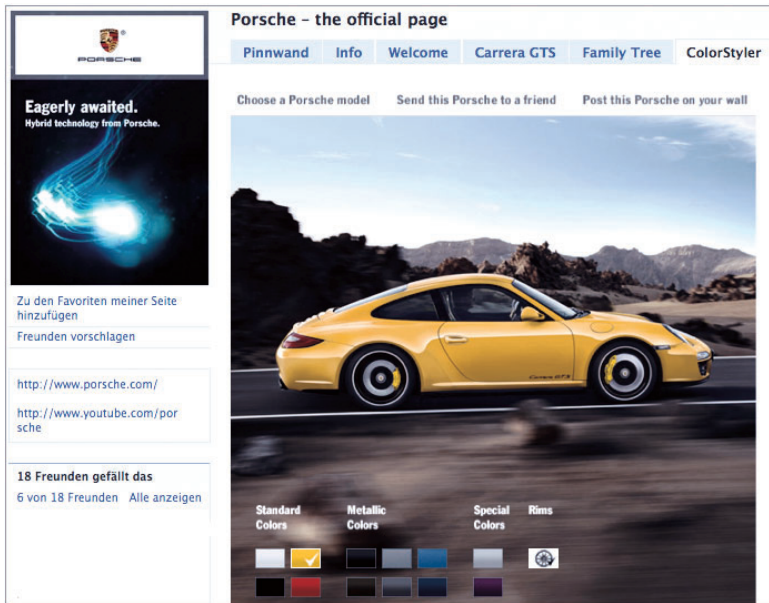 Porsche – the official page
PORSCHE
Pinnwand Info Welcome Carrera GTS Family Tree ColorStyler
Eagerly awaited.
Hybrid technology from Porsche.
Choose a Porsche model Send this Porsche to a friend Post this Porsche on your wall
Zu den Favoriten meiner Seite
hinzufügen
Freunden vorschlagen
http://www.porsche.com/
http://www.youtube.com/por
sche
18 Freunden gefällt das
6 von 18 Freunden Alle anzeigen
Carrera GTS
Standard
Colors
Metallic
Colors
Special
Colors
Rims